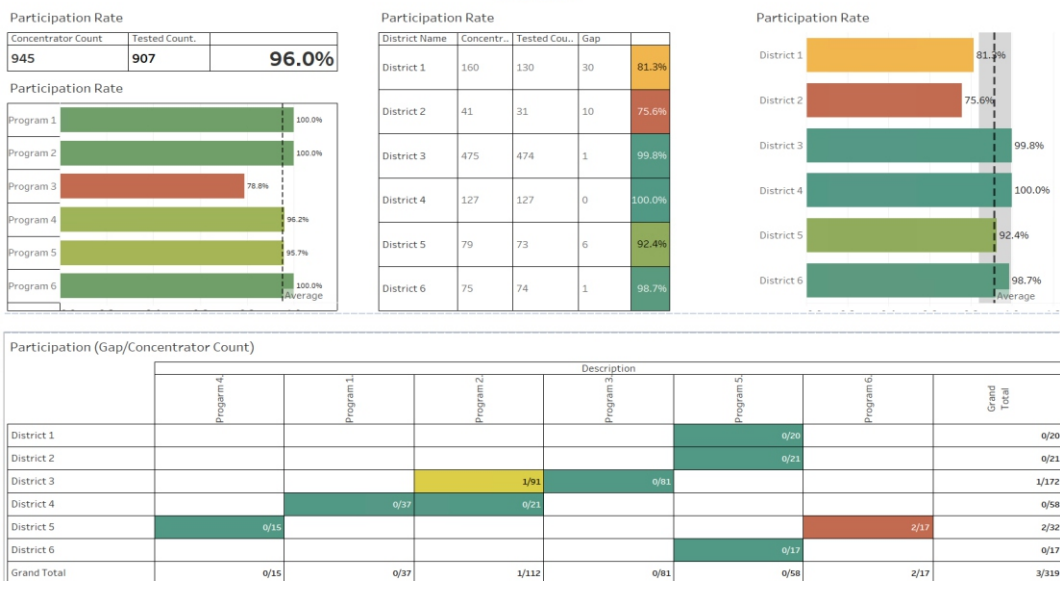 Participation Rate
Concentrator Count Tested Count.
945 907 96.0%
Participation Rate
Program 1 100.0%
Program 2 100.0%
Program 3 78.8%
Program 4 96.2%
Program 5 95.7%
Program 6 100.0%
Average
Participation Rate
District Name Concentr.. Tested Cou.. Gap
District 1 160 130 30 81.3%
District 2 41 31 10 75.6%
District 3 475 474 1 99.8%
District 4 127 127 0 100.0%
District 5 79 73 6 92.4%
District 6 75 74 1 98.7%
Participation Rate
District 1 81.3%
District 2 75.6%
District 3 99.8%
District 4 100.0%
District 5 92.4%
District 6 98.7%
Average
Participation (Gap/Concentrator Count)
Description
Progarm 4. Program 1. Program 2. Program 3. Program 5. Program 6. Grand Total
District 1 0/20 0/20
District 2 0/21 0/21
District 3 1/91 0/81 1/172
District 4 0/37 0/21 0/58
District 5 0/15 2/17 2/32
District 6 0/17 0/17
Grand Total 0/15 0/37 1/112 0/81 0/58 2/17 3/319